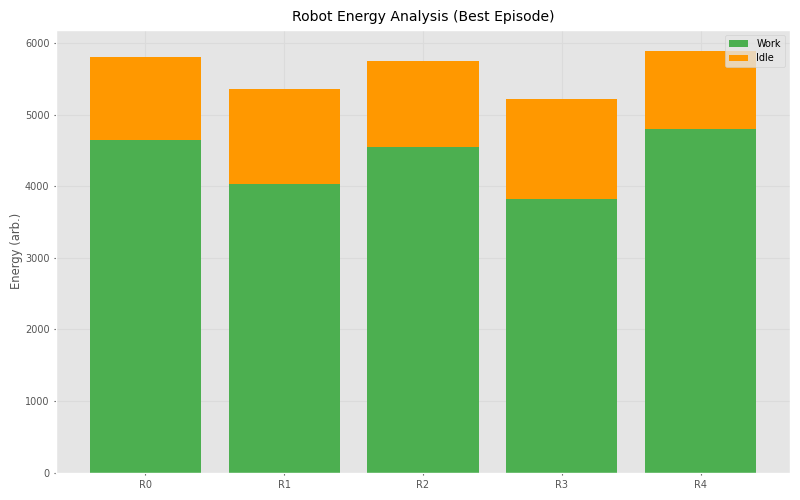 Robot Energy Analysis (Best Episode)
Work
Idle
6000
5000
4000
3000
2000
1000
0
Energy (arb.)
R0 R1 R2 R3 R4